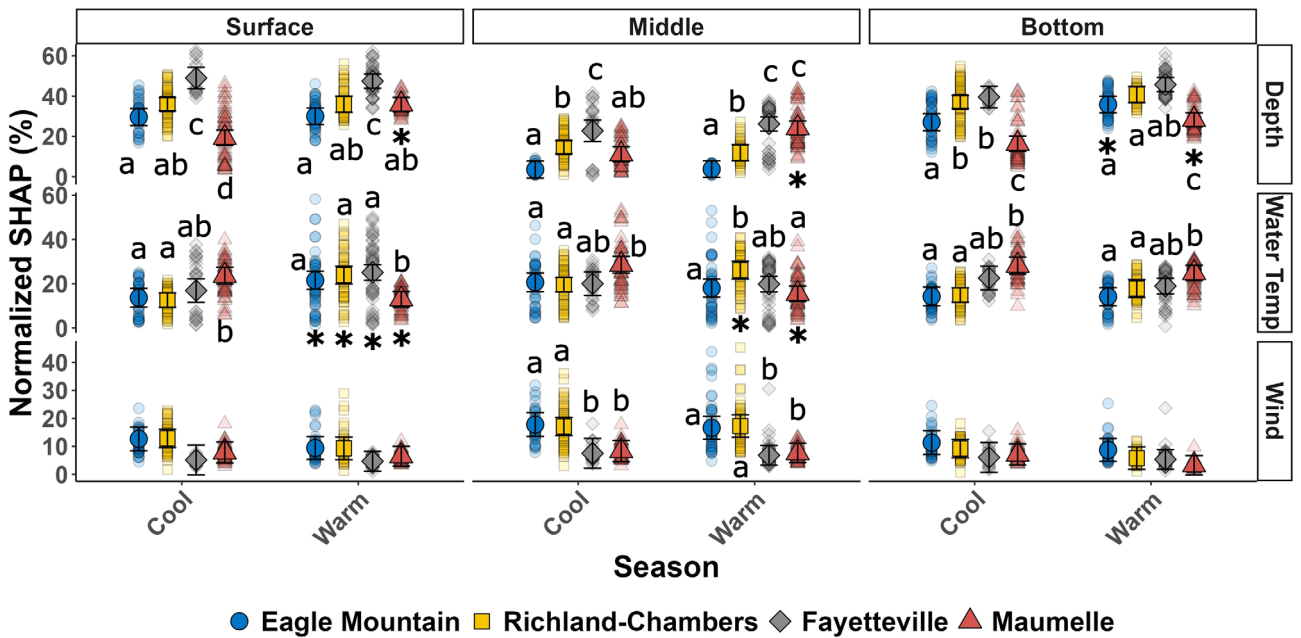 Surface Middle Bottom
Normalized SHAP (%)
60
40
20
0
a ab c d
a ab c ab *
a b c ab
a b c c *
a b b c
a * a ab c *
Depth
60
40
20
0
a a ab b
a a a b * * * *
a a ab b
a b ab a * *
a a ab b
a a ab b
Water Temp
40
30
20
10
0
a a b b
a a b b
Wind
Cool Warm Cool Warm Cool Warm
Season
Eagle Mountain Richland-Chambers Fayetteville Maumelle